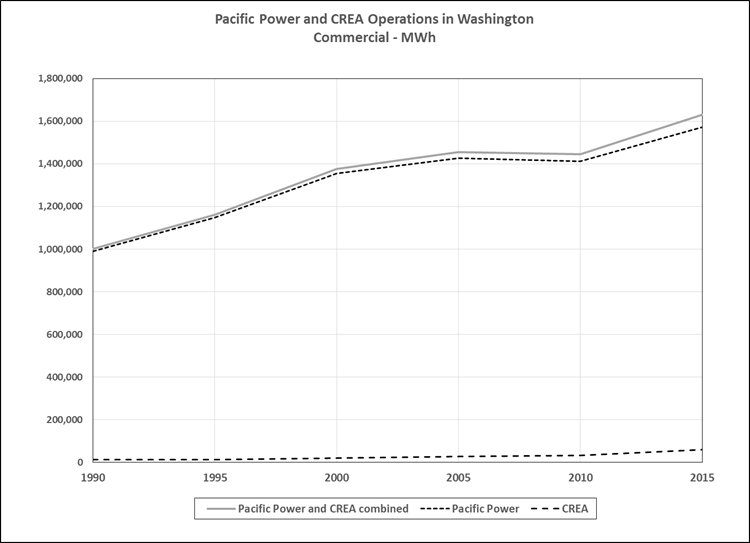 Pacific Power and CREA Operations in Washington
Commercial - MWh
1,800,000
1,600,000
1,400,000
1,200,000
1,000,000
800,000
600,000
400,000
200,000
0
1990 1995 2000 2005 2010 2015
Pacific Power and CREA combined Pacific Power CREA